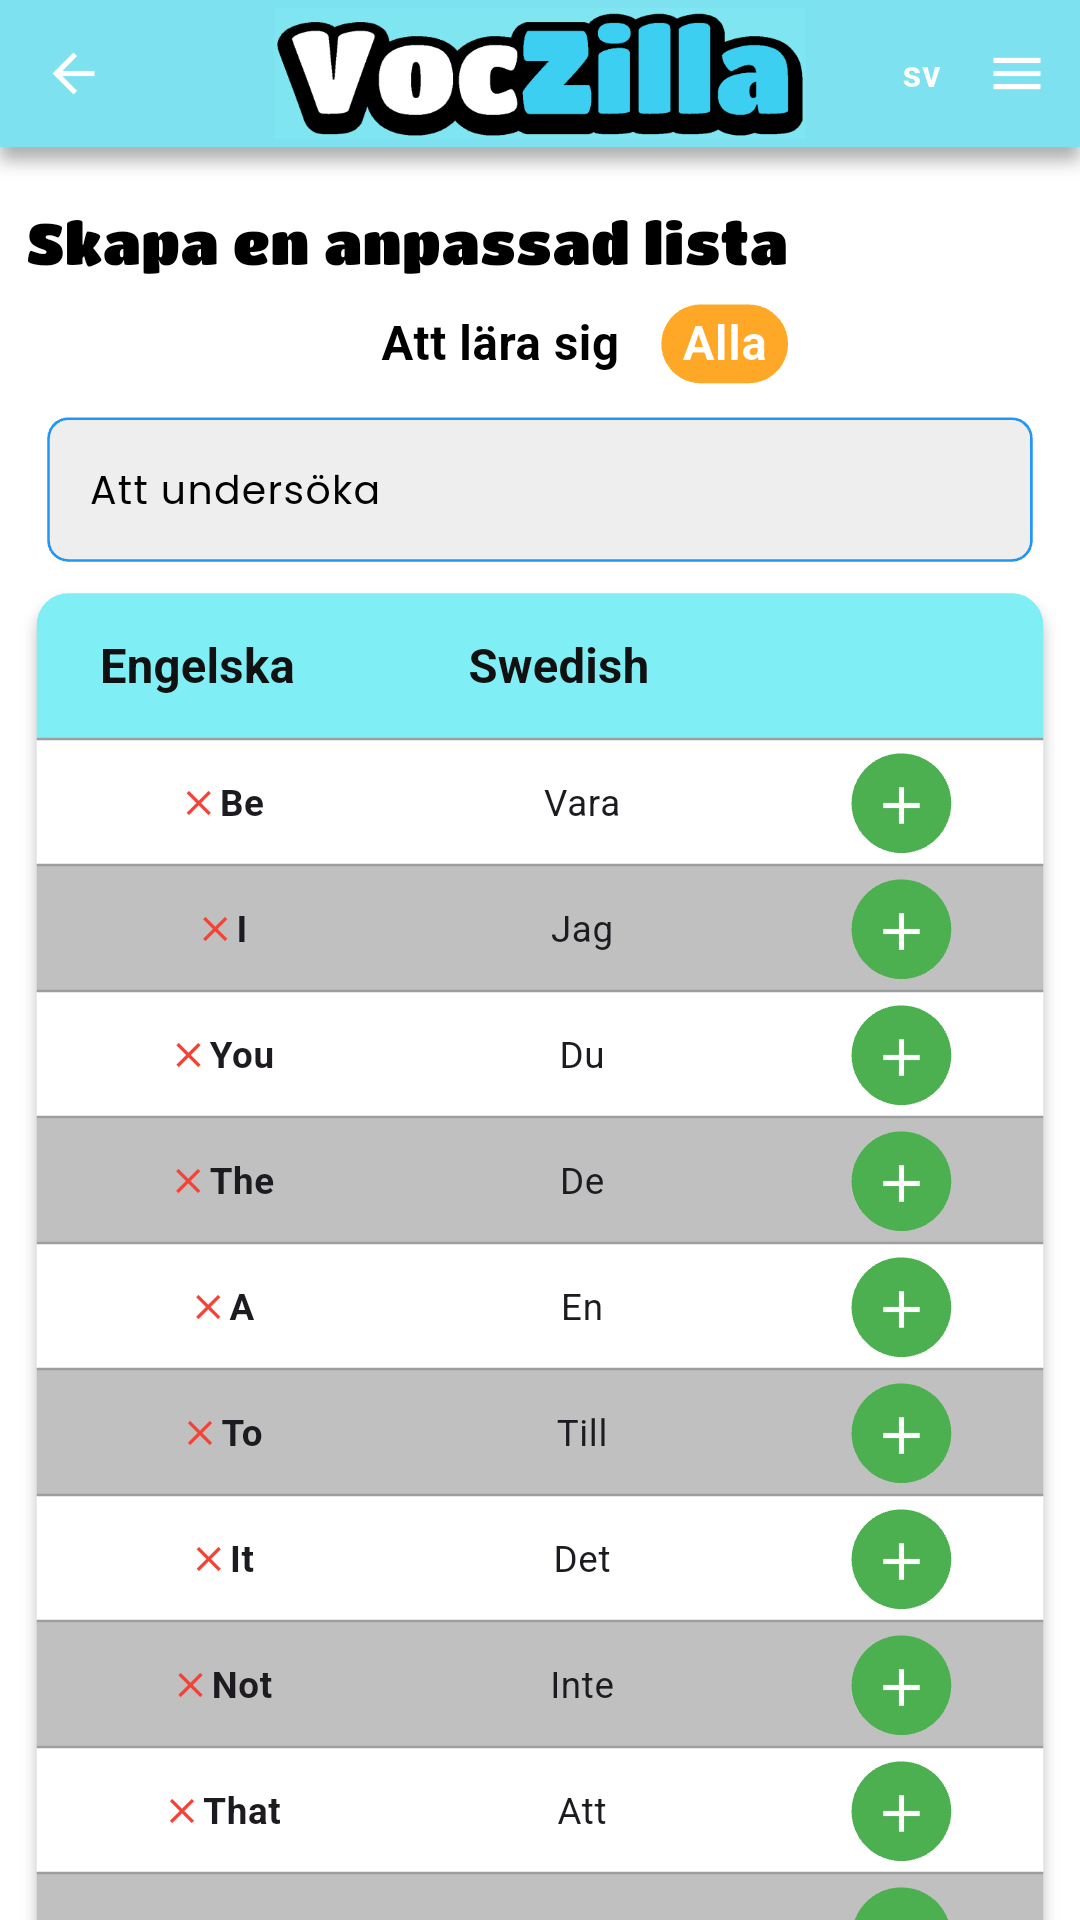 VocZilla
sv
Skapa en anpassad lista
Att lära sig Alla
Att undersöka
Engelska Swedish
Be Vara
I Jag
You Du
The De
A En
To Till
It Det
Not Inte
That Att